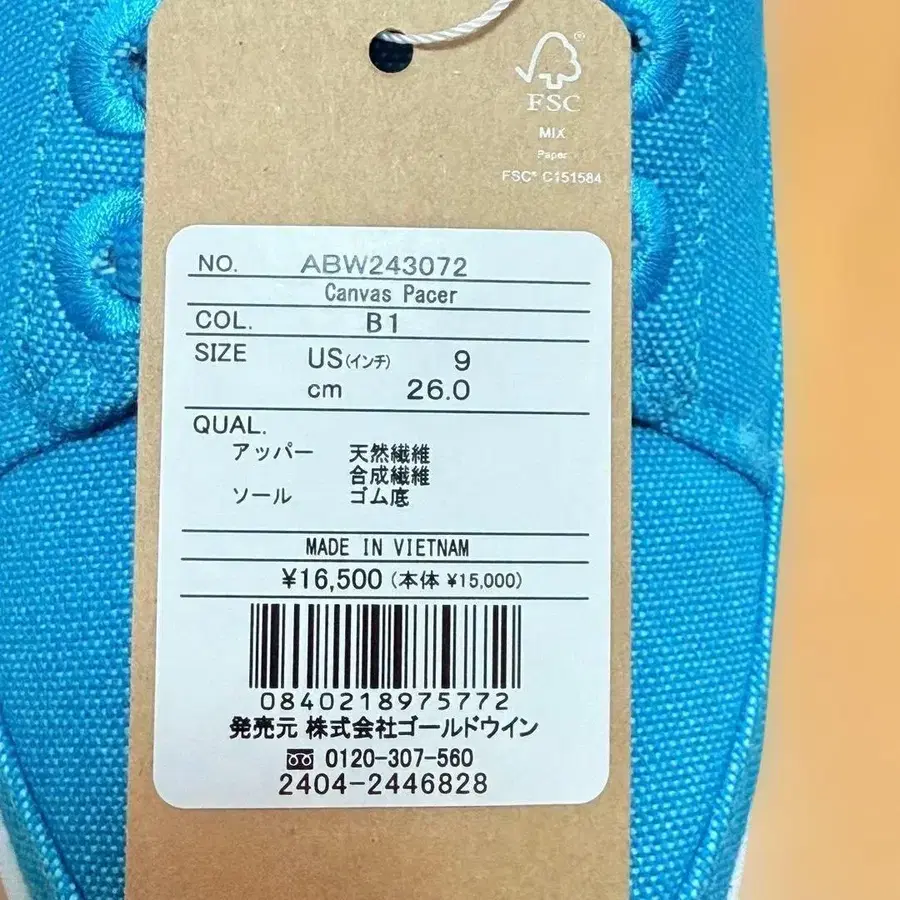 FSC
MIX
Paper
FSC® C151584
NO. ABW243072
Canvas Pacer
COL. B1
SIZE US(インチ) 9
cm 26.0
QUAL.
アッパー 天然繊維
合成繊維
ソール ゴム底
MADE IN VIETNAM
¥16,500 (本体 ¥15,000)
0840218975772
発売元 株式会社ゴールドウイン
0120-307-560
2404-2446828